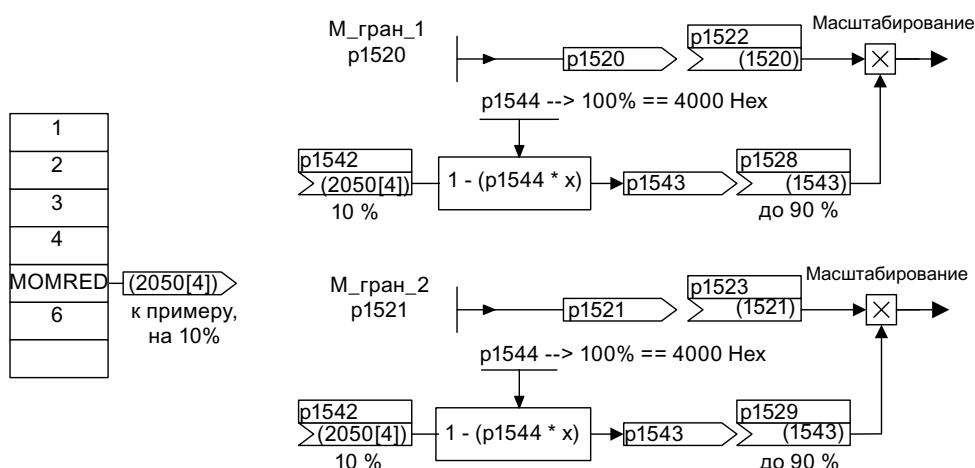 М_гран_1
p1520
Масштабирование
p1520
p1522
(1520)
×
p1544 --> 100% == 4000 Hex
1
2
3
4
MOMRED
6
(2050[4])
к примеру,
на 10%
p1542
(2050[4])
10 %
1 - (p1544 * x)
p1543
p1528
(1543)
до 90 %
М_гран_2
p1521
Масштабирование
p1521
p1523
(1521)
×
p1544 --> 100% == 4000 Hex
p1542
(2050[4])
10 %
1 - (p1544 * x)
p1543
p1529
(1543)
до 90 %